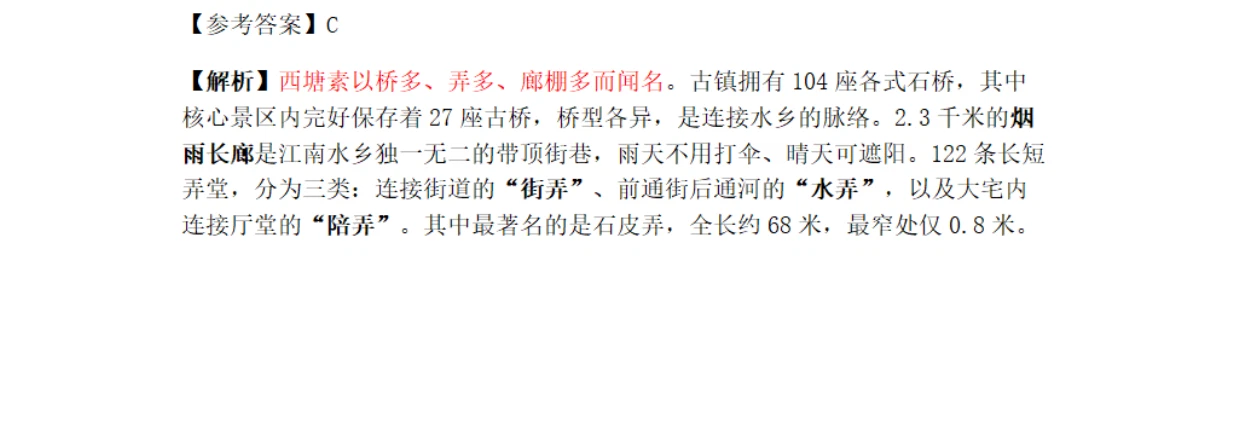 【参考答案】C
【解析】西塘素以桥多、弄多、廊棚多而闻名。古镇拥有 104 座各式石桥，其中
核心景区内完好保存着 27 座古桥，桥型各异，是连接水乡的脉络。2.3 千米的烟
雨长廊是江南水乡独一无二的带顶街巷，雨天不用打伞、晴天可遮阳。122 条长短
弄堂，分为三类：连接街道的“街弄”、前通街后通河的“水弄”，以及大宅内
连接厅堂的“陪弄”。其中最著名的是石皮弄，全长约 68 米，最窄处仅 0.8 米。